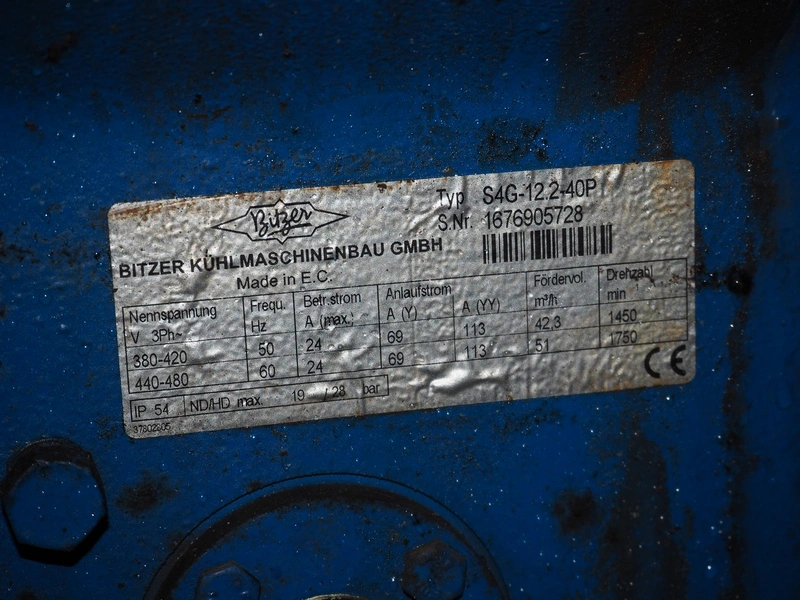 Bitzer
Typ S4G-12.2-40P
S.Nr. 1676905728
BITZER KÜHLMASCHINENBAU GMBH
Made in E.C.
Nennspannung Frequ. Betr.strom Anlaufstrom Fördervol. Drehzahl
V 3Ph~ Hz A (max.) A (Y) A (YY) m³/h min
380-420 50 24 69 113 42,3 1450
440-480 60 24 69 113 51 1750
IP 54 ND/HD max. 19 / 28 bar
CE